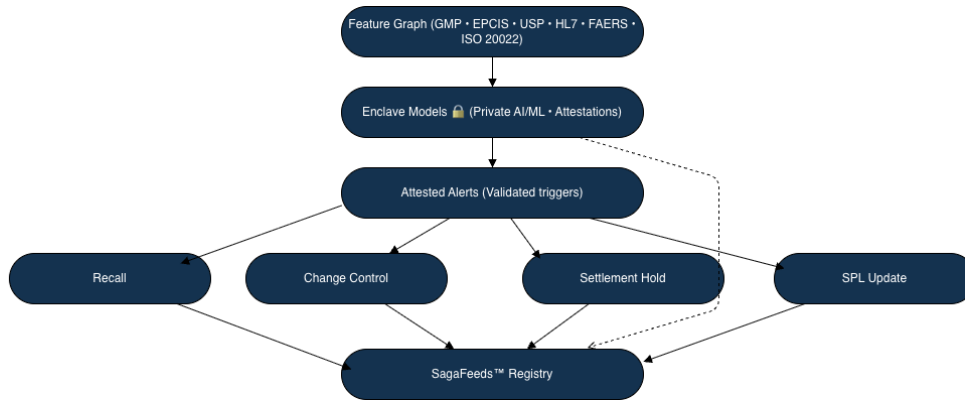 Feature Graph (GMP • EPCIS • USP • HL7 • FAERS •
ISO 20022)
Enclave Models 🔒 (Private AI/ML • Attestations)
Attested Alerts (Validated triggers)
Recall
Change Control
Settlement Hold
SPL Update
SagaFeeds™ Registry